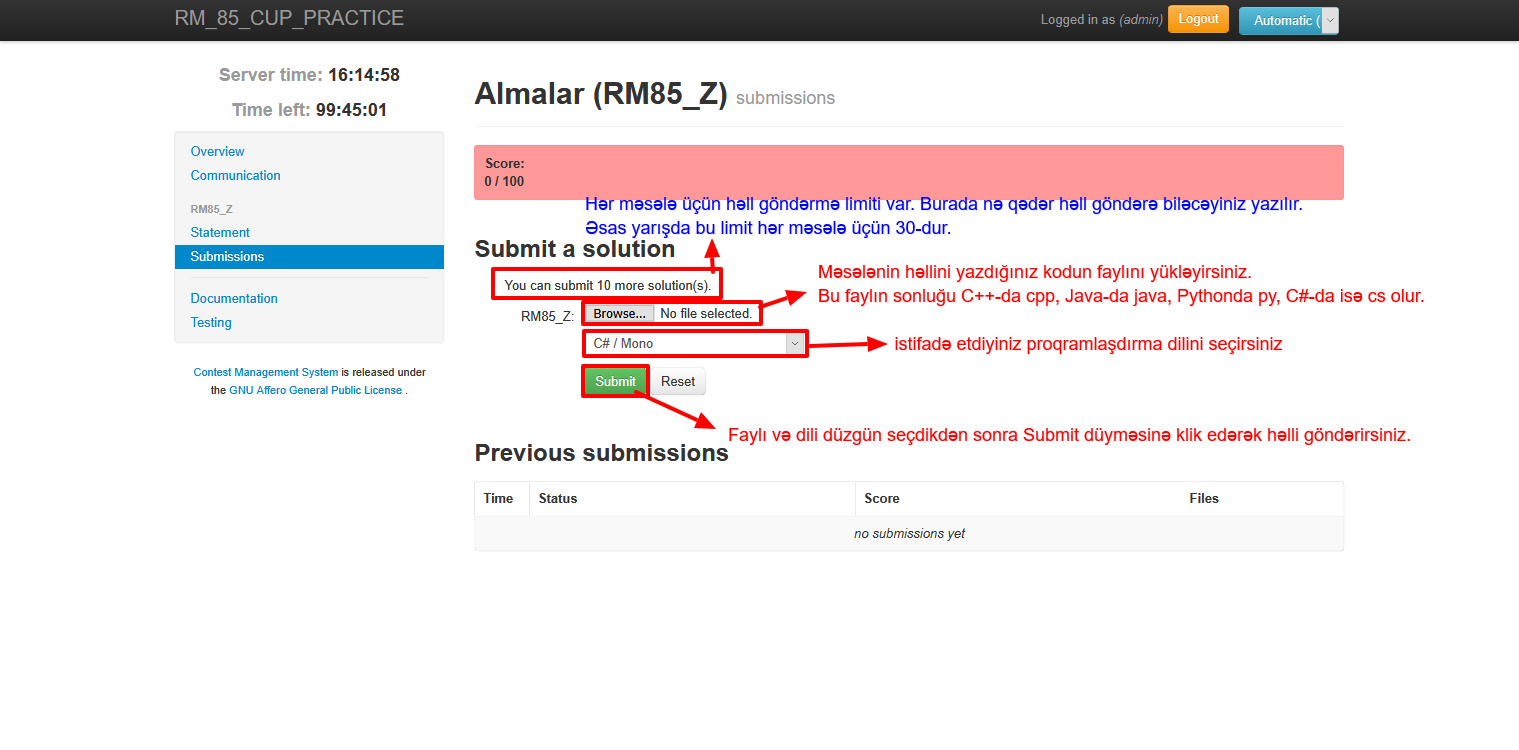 RM_85_CUP_PRACTICE
Logged in as (admin) Logout Automatic (
Server time: 16:14:58
Time left: 99:45:01
Overview
Communication
RM85_Z
Statement
Submissions
Documentation
Testing
Contest Management System is released under
the GNU Affero General Public License .
Almalar (RM85_Z) submissions
Score:
0 / 100
Hər məsələ üçün həll göndərmə limiti var. Burada nə qədər həll göndərə biləcəyiniz yazılır.
Əsas yarışda bu limit hər məsələ üçün 30-dur.
Submit a solution
You can submit 10 more solution(s).
Məsələnin həllini yazdığınız kodun faylını yükləyirsiniz.
Bu faylın sonluğu C++-da cpp, Java-da java, Pythonda py, C#-da isə cs olur.
RM85_Z: Browse... No file selected.
C# / Mono
istifadə etdiyiniz proqramlaşdırma dilini seçirsiniz
Submit Reset
Faylı və dili düzgün seçdikdən sonra Submit düyməsinə klik edərək həlli göndərirsiniz.
Previous submissions
Time Status Score Files
no submissions yet